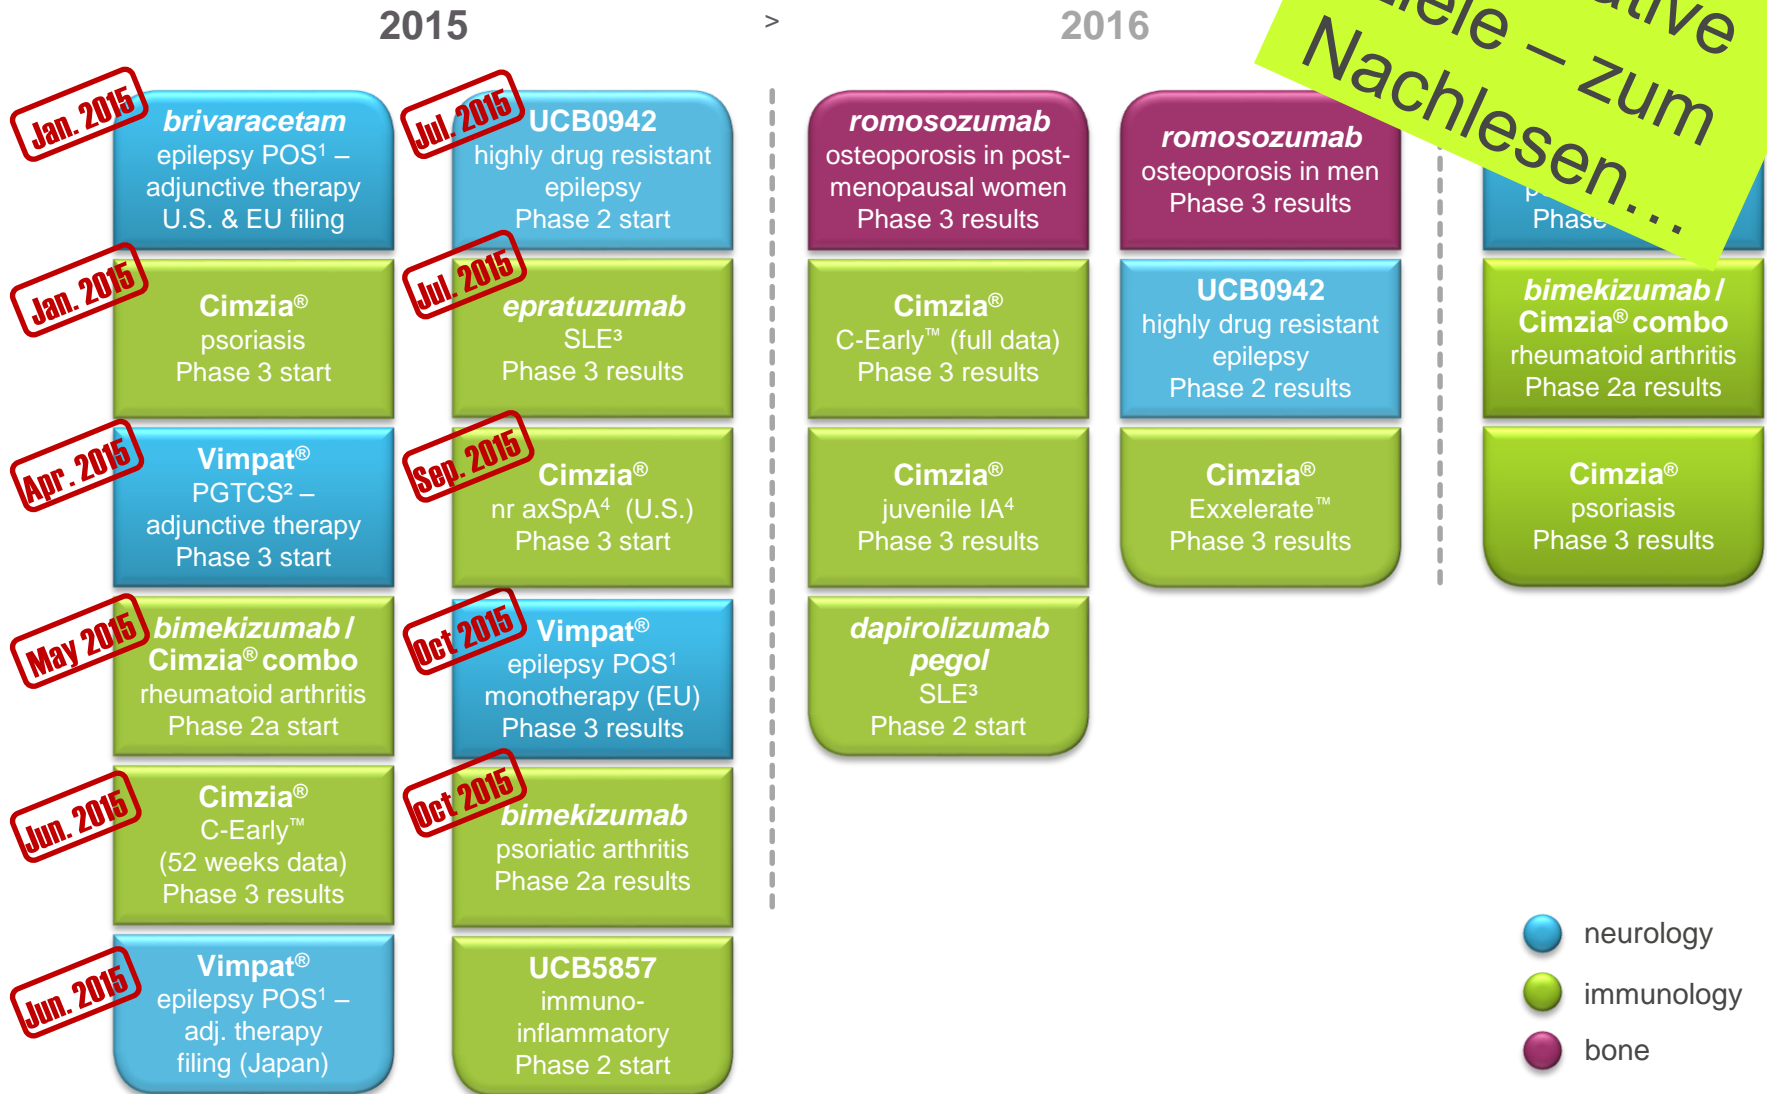 2015
>
2016
Ziele – zum
Nachlesen…
Jan. 2015
brivaracetam
epilepsy POS¹ –
adjunctive therapy
U.S. & EU filing
Jan. 2015
Cimzia®
psoriasis
Phase 3 start
Apr. 2015
Vimpat®
PGTCS² –
adjunctive therapy
Phase 3 start
May 2015
bimekizumab /
Cimzia® combo
rheumatoid arthritis
Phase 2a start
Jun. 2015
Cimzia®
C-Early™
(52 weeks data)
Phase 3 results
Jun. 2015
Vimpat®
epilepsy POS¹ –
adj. therapy
filing (Japan)
Jul. 2015
UCB0942
highly drug resistant
epilepsy
Phase 2 start
Jul. 2015
epratuzumab
SLE³
Phase 3 results
Sep. 2015
Cimzia®
nr axSpA⁴ (U.S.)
Phase 3 start
Oct 2015
Vimpat®
epilepsy POS¹
monotherapy (EU)
Phase 3 results
Oct 2015
bimekizumab
psoriatic arthritis
Phase 2a results
UCB5857
immuno-
inflammatory
Phase 2 start
romosozumab
osteoporosis in post-
menopausal women
Phase 3 results
Cimzia®
C-Early™ (full data)
Phase 3 results
Cimzia®
juvenile IA⁴
Phase 3 results
dapirolizumab
pegol
SLE³
Phase 2 start
romosozumab
osteoporosis in men
Phase 3 results
UCB0942
highly drug resistant
epilepsy
Phase 2 results
Cimzia®
Exxelerate™
Phase 3 results
Phase
bimekizumab /
Cimzia® combo
rheumatoid arthritis
Phase 2a results
Cimzia®
psoriasis
Phase 3 results
neurology
immunology
bone